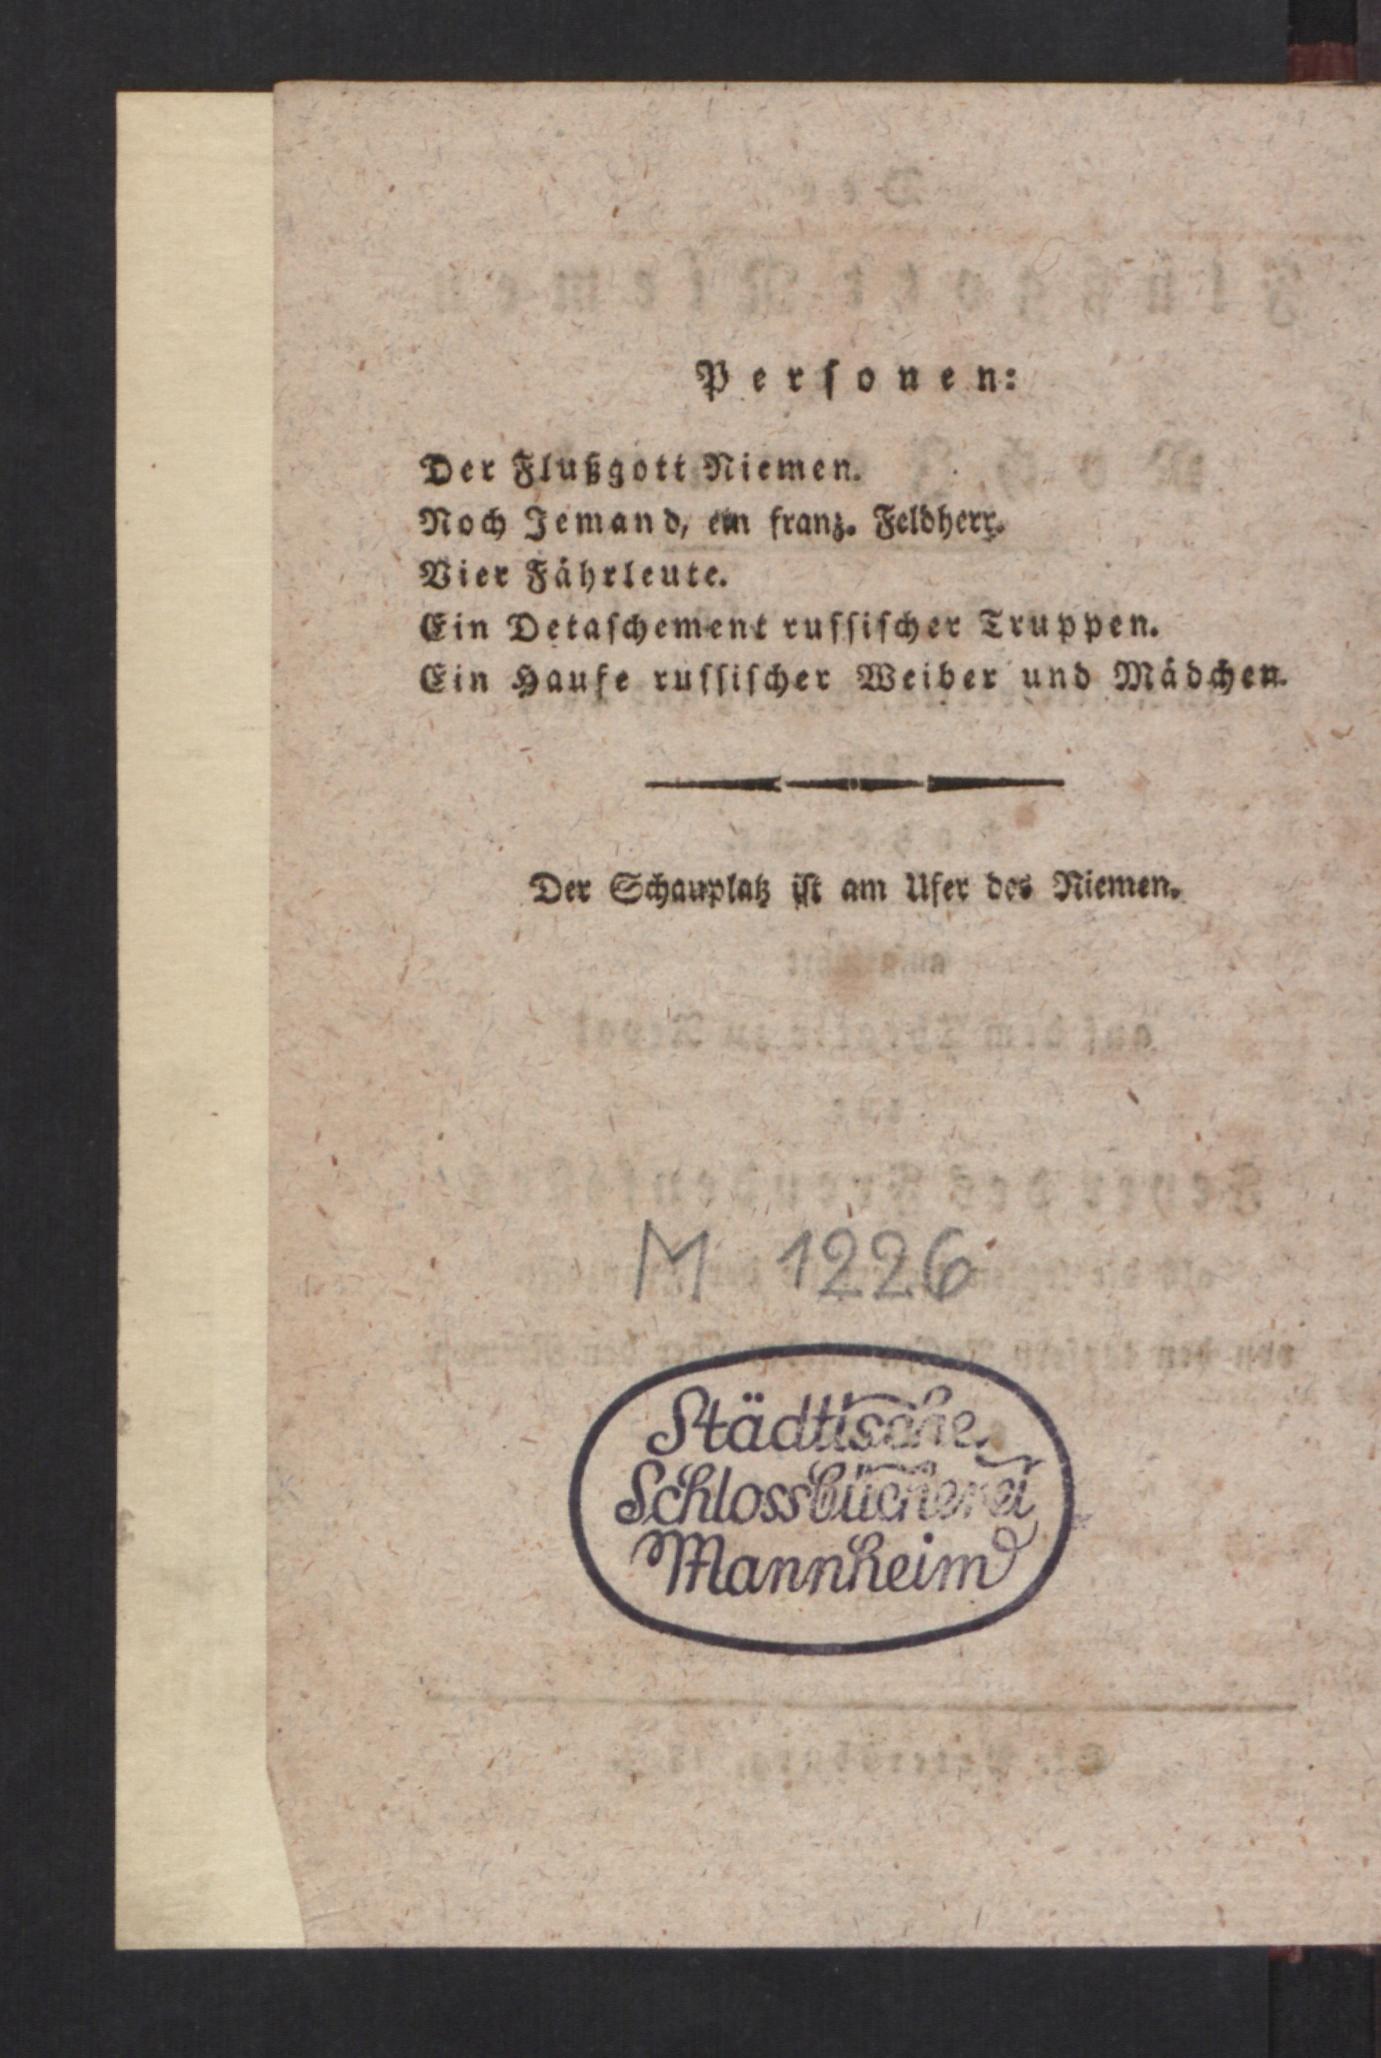 Personen:
Der Flußgott Niemen.
Noch Jemand, ein franz. Feldherr.
Vier Fährleute.
Ein Detaschement russischer Truppen.
Ein Haufe russischer Weiber und Mädchen.
Der Schauplatz ist am Ufer des Niemen.
M 1226
Städtische
Schlossbücherei
Mannheim